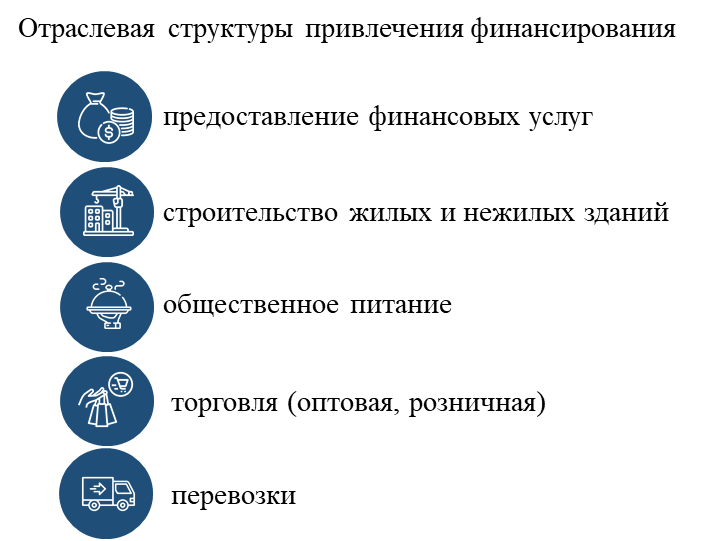 Отраслевая структуры привлечения финансирования
предоставление финансовых услуг
строительство жилых и нежилых зданий
общественное питание
торговля (оптовая, розничная)
перевозки